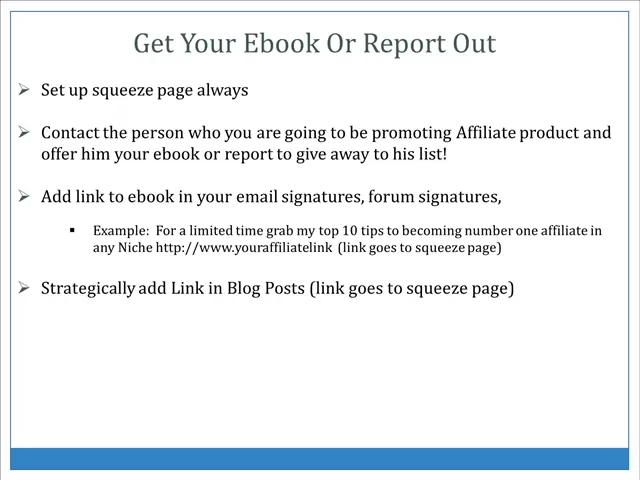 Get Your Ebook Or Report Out
Set up squeeze page always
Contact the person who you are going to be promoting Affiliate product and
offer him your ebook or report to give away to his list!
Add link to ebook in your email signatures, forum signatures,
Example: For a limited time grab my top 10 tips to becoming number one affiliate in
any Niche http://www.youraffiliatelink (link goes to squeeze page)
Strategically add Link in Blog Posts (link goes to squeeze page)